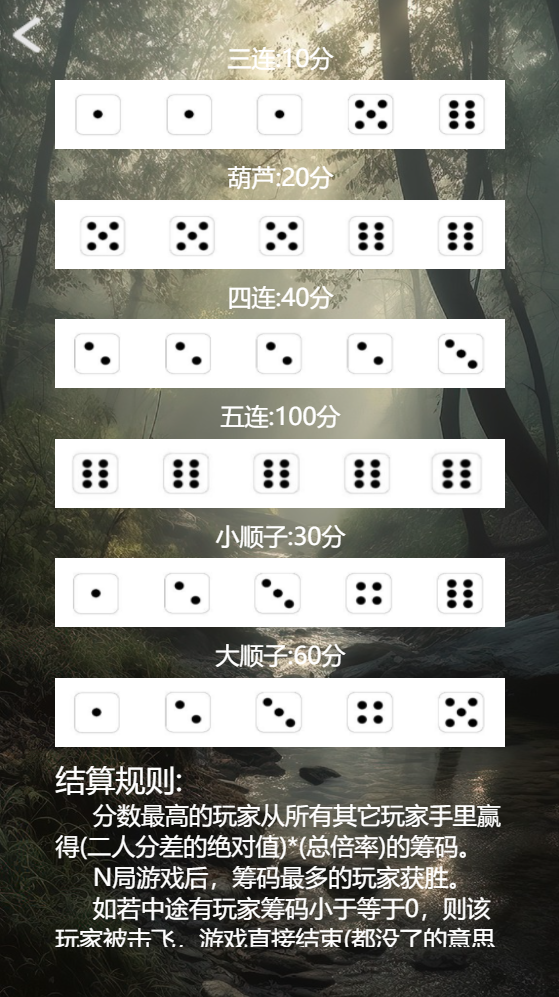 三连:10分
葫芦:20分
四连:40分
五连:100分
小顺子:30分
大顺子:60分
结算规则:
分数最高的玩家从所有其它玩家手里赢
得(二人分差的绝对值)*(总倍率)的筹码。
N局游戏后，筹码最多的玩家获胜。
如若中途有玩家筹码小于等于0，则该
玩家被击飞，游戏直接结束(都没了的意思